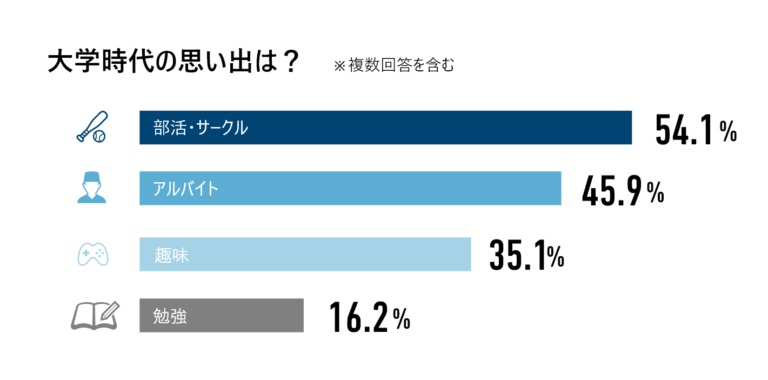 大学時代の思い出は？ ※複数回答を含む
部活・サークル 54.1%
アルバイト 45.9%
趣味 35.1%
勉強 16.2%